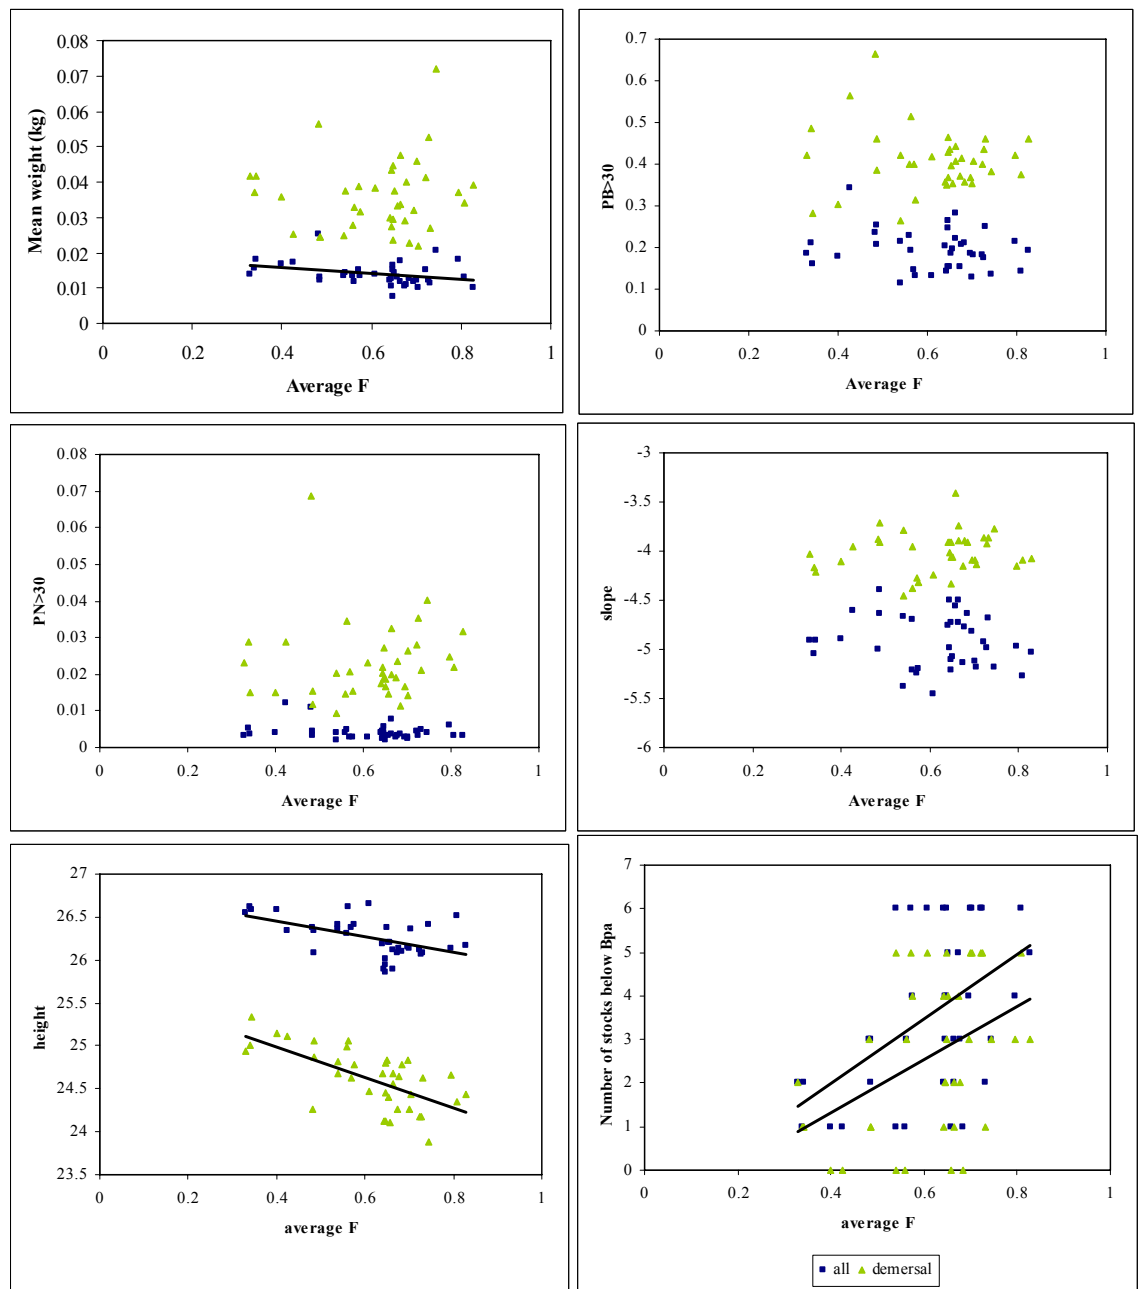 0.08
0.07
0.06
0.05
0.04
0.03
0.02
0.01
0
Mean weight (kg)
0 0.2 0.4 0.6 0.8 1
Average F
0.7
0.6
0.5
0.4
0.3
0.2
0.1
0
PB>30
0 0.2 0.4 0.6 0.8 1
Average F
0.08
0.07
0.06
0.05
0.04
0.03
0.02
0.01
0
PN>30
0 0.2 0.4 0.6 0.8 1
Average F
-3
-3.5
-4
-4.5
-5
-5.5
-6
slope
0 0.2 0.4 0.6 0.8 1
Average F
27
26.5
26
25.5
25
24.5
24
23.5
height
0 0.2 0.4 0.6 0.8 1
average F
7
6
5
4
3
2
1
0
Number of stocks below Bpa
0 0.2 0.4 0.6 0.8 1
average F
all demersal